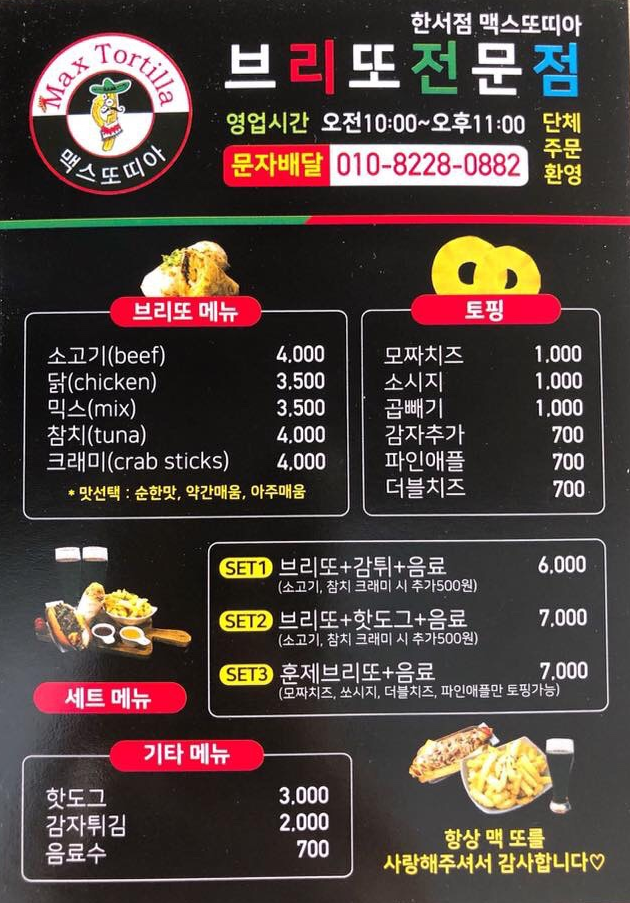 한서점 맥스또띠아
Max Tortilla
맥스또띠아
브리또전문점
영업시간 오전10:00~오후11:00
단체
주문
환영
문자배달 010-8228-0882
브리또 메뉴
소고기(beef) 4.000
닭(chicken) 3.500
믹스(mix) 3.500
참치(tuna) 4.000
크래미(crab sticks) 4.000
* 맛선택 : 순한맛, 약간매움, 아주매움
토핑
모짜치즈 1,000
소시지 1,000
곱빼기 1,000
감자추가 700
파인애플 700
더블치즈 700
세트 메뉴
SET1 브리또+감튀+음료 6,000
(소고기, 참치 크래미 시 추가500원)
SET2 브리또+핫도그+음료 7,000
(소고기, 참치 크래미 시 추가500원)
SET3 훈제브리또+음료 7,000
(모짜치즈, 쏘시지, 더블치즈, 파인애플만 토핑가능)
기타 메뉴
핫도그 3.000
감자튀김 2.000
음료수 700
항상 맥 또를
사랑해주셔서 감사합니다♡